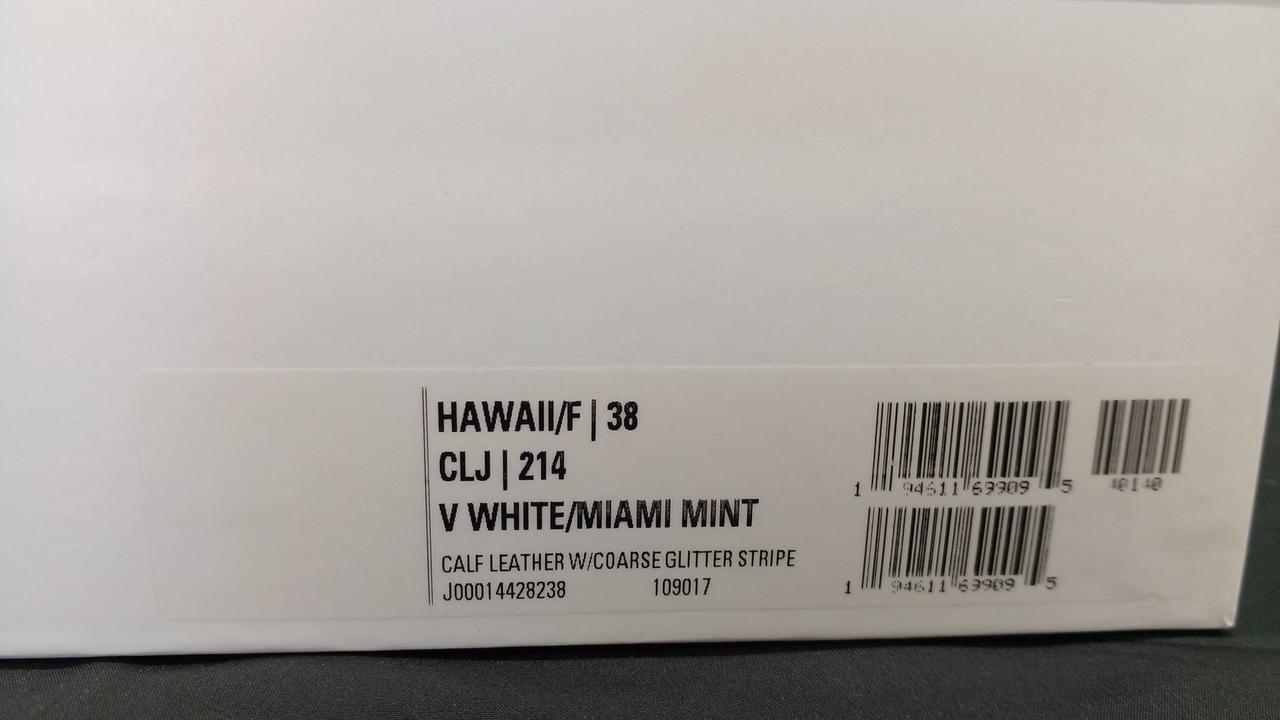 HAWAII/F | 38
CLJ | 214
V WHITE/MIAMI MINT
CALF LEATHER W/COARSE GLITTER STRIPE
J00014428238 109017
1 94611 69909 5
40140
1 94611 69909 5